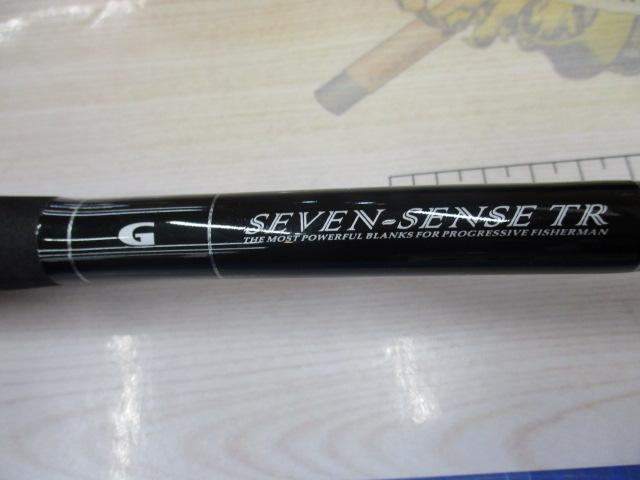 G
SEVEN-SENSE TR
THE MOST POWERFUL BLANKS FOR PROGRESSIVE FISHERMAN